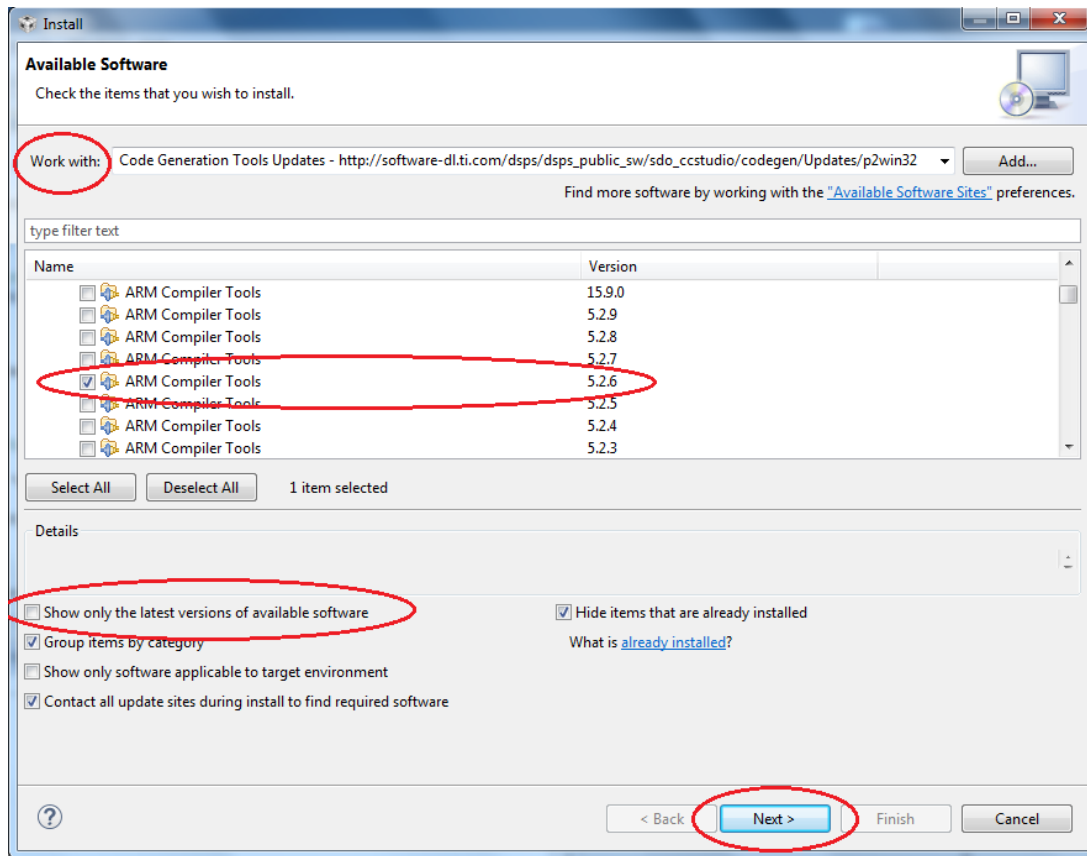 Install
Available Software
Check the items that you wish to install.
Work with: Code Generation Tools Updates - http://software-dl.ti.com/dsps/dsps_public_sw/sdo_ccstudio/codegen/Updates/p2win32 Add...
Find more software by working with the "Available Software Sites" preferences.
type filter text
Name Version
ARM Compiler Tools 15.9.0
ARM Compiler Tools 5.2.9
ARM Compiler Tools 5.2.8
ARM Compiler Tools 5.2.7
ARM Compiler Tools 5.2.6
ARM Compiler Tools 5.2.5
ARM Compiler Tools 5.2.4
ARM Compiler Tools 5.2.3
Select All Deselect All 1 item selected
Details
Show only the latest versions of available software Hide items that are already installed
Group items by category What is already installed?
Show only software applicable to target environment
Contact all update sites during install to find required software
? < Back Next > Finish Cancel